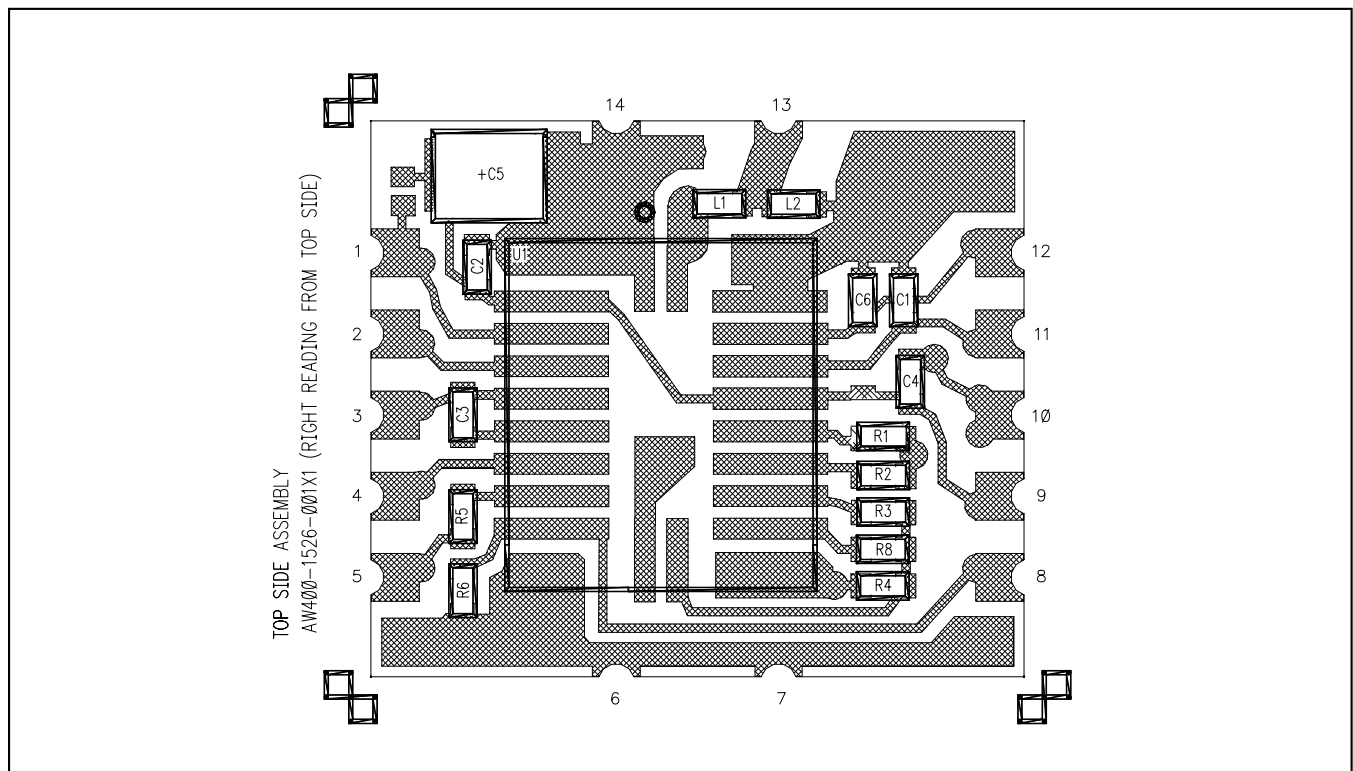 14 13
+C5
L1 L2
1 U1 12
C2
C6 C1
2 11
C4
3 C3 10
R1
R2
4 R5 R3 9
R8
5 R6 R4 8
6 7
TOP SIDE ASSEMBLY
AW400-1526-001X1 (RIGHT READING FROM TOP SIDE)